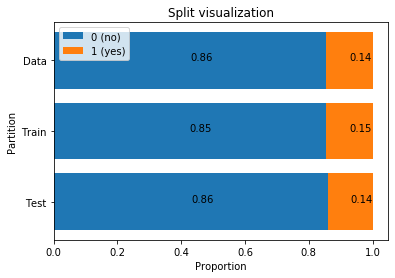 Split visualization
0 (no)
1 (yes)
Data
0.86
0.14
Train
0.85
0.15
Test
0.86
0.14
Partition
0.0 0.2 0.4 0.6 0.8 1.0
Proportion